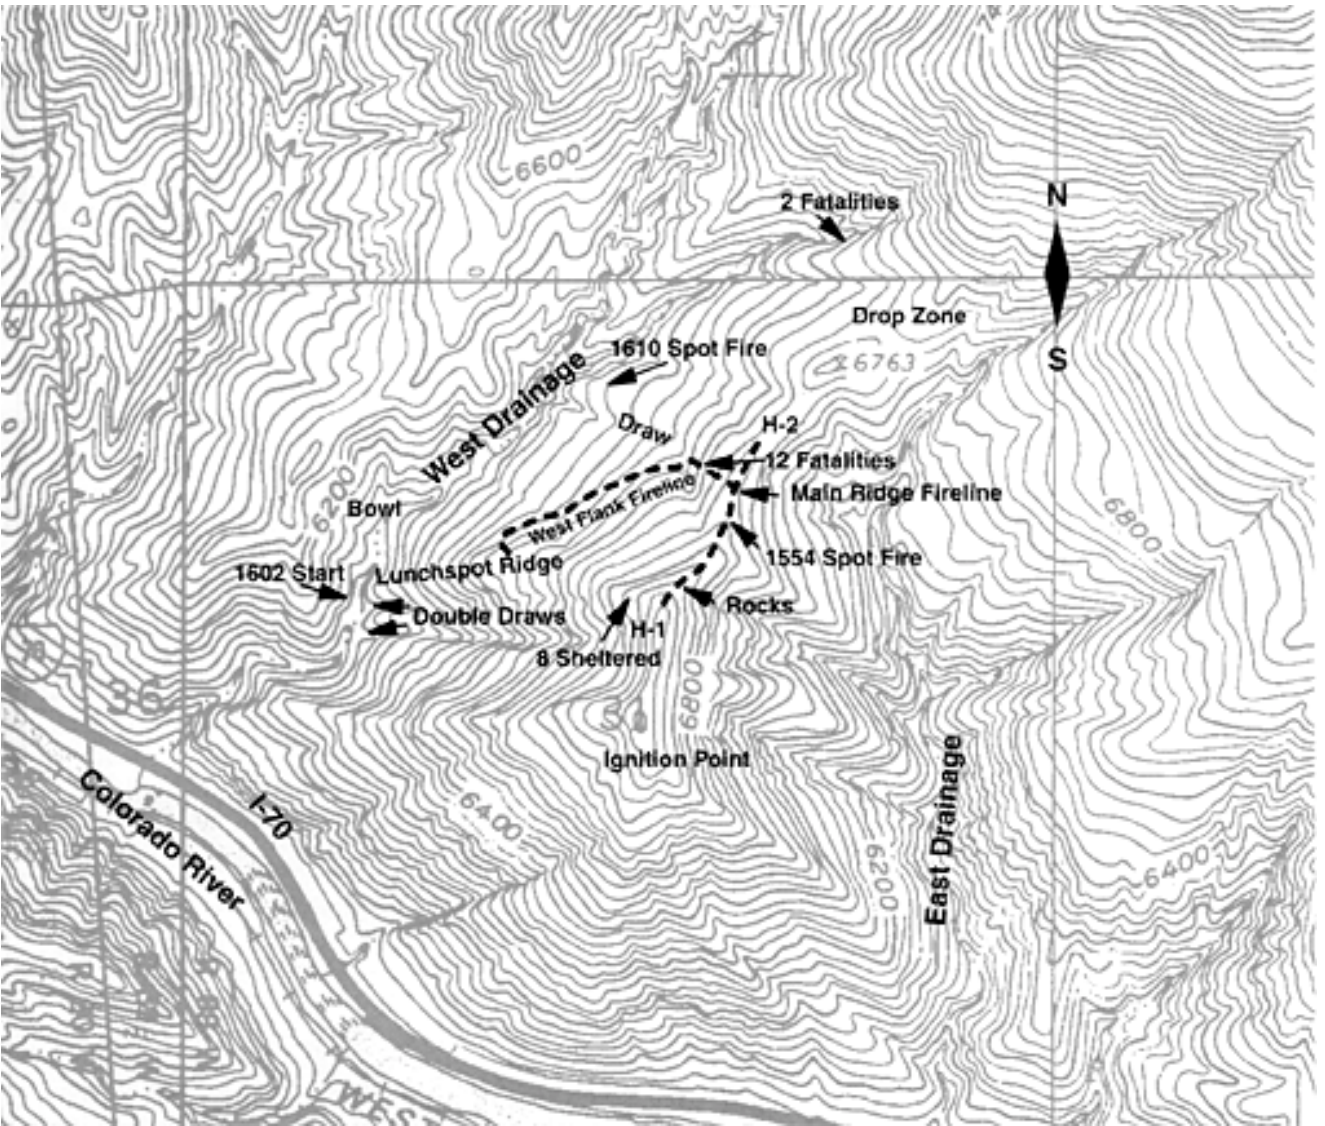 6600
2 Fatalities
N
Drop Zone
S
1610 Spot Fire
6763
West Drainage
Draw
H-2
12 Fatalities
6200
Bowl
West Flank Fireline
Main Ridge Fireline
6800
1554 Spot Fire
Lunchspot Ridge
1602 Start
Double Draws
Rocks
H-1
8 Sheltered
6800
36
Ignition Point
Colorado River
I-70
6400
East Drainage
6200
6400
WEST